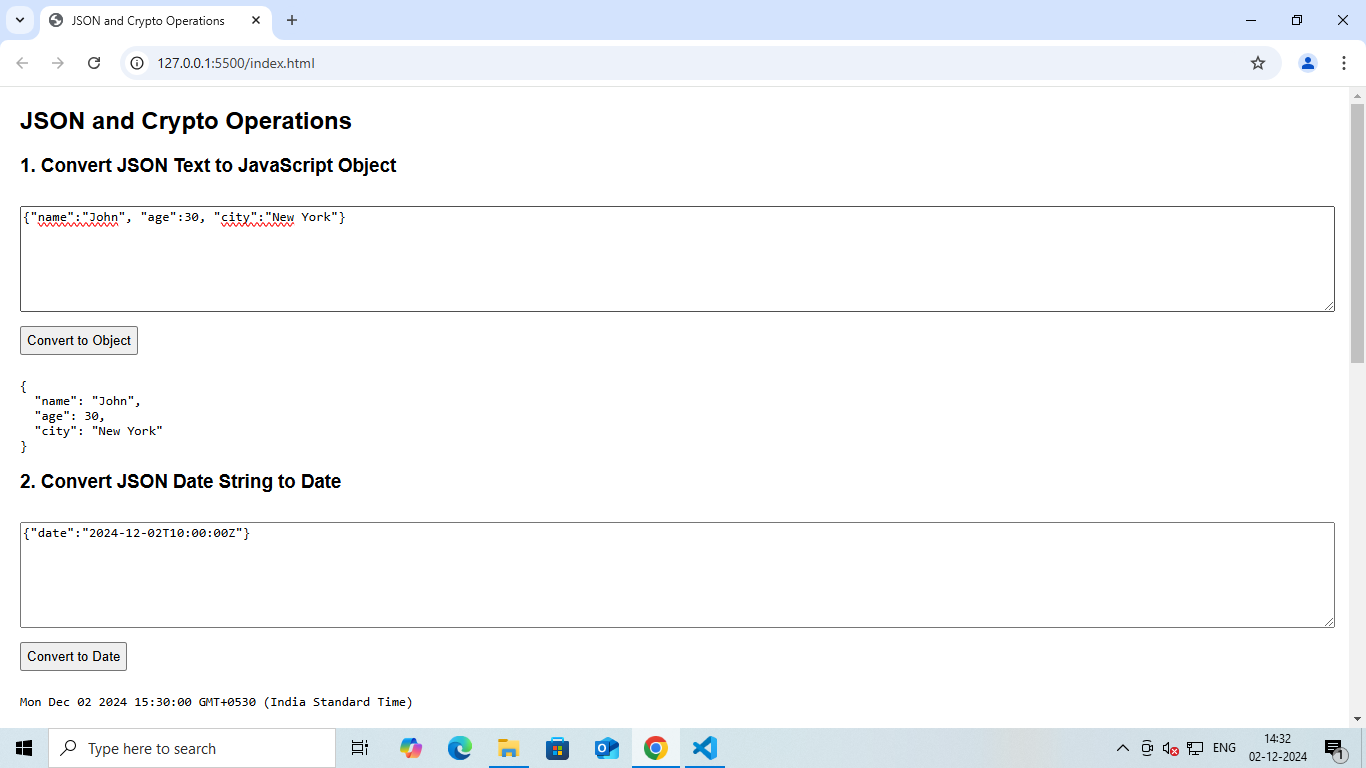 JSON and Crypto Operations
127.0.0.1:5500/index.html
JSON and Crypto Operations
1. Convert JSON Text to JavaScript Object
{"name":"John", "age":30, "city":"New York"}
Convert to Object
{
  "name": "John",
  "age": 30,
  "city": "New York"
}
2. Convert JSON Date String to Date
{"date":"2024-12-02T10:00:00Z"}
Convert to Date
Mon Dec 02 2024 15:30:00 GMT+0530 (India Standard Time)
Type here to search
ENG
14:32
02-12-2024
1